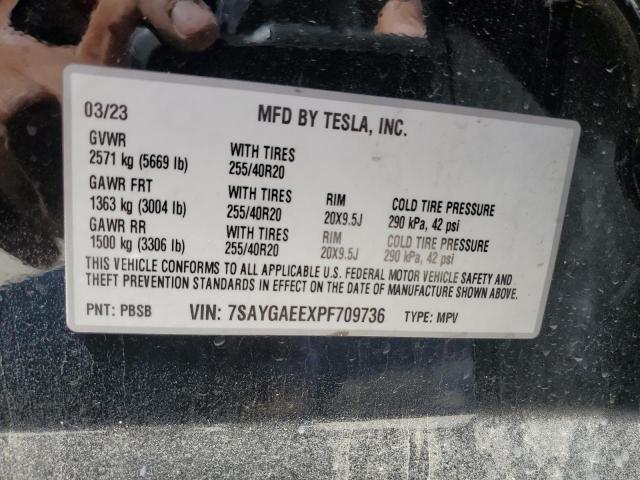 03/23 MFD BY TESLA, INC.
GVWR
2571 kg (5669 lb) WITH TIRES 255/40R20
GAWR FRT
1363 kg (3004 lb) WITH TIRES 255/40R20 RIM 20X9.5J COLD TIRE PRESSURE 290 kPa, 42 psi
GAWR RR
1500 kg (3306 lb) WITH TIRES 255/40R20 RIM 20X9.5J COLD TIRE PRESSURE 290 kPa, 42 psi
THIS VEHICLE CONFORMS TO ALL APPLICABLE U.S. FEDERAL MOTOR VEHICLE SAFETY AND
THEFT PREVENTION STANDARDS IN EFFECT ON THE DATE OF MANUFACTURE SHOWN ABOVE.
PNT: PBSB VIN: 7SAYGAEEXPF709736 TYPE: MPV